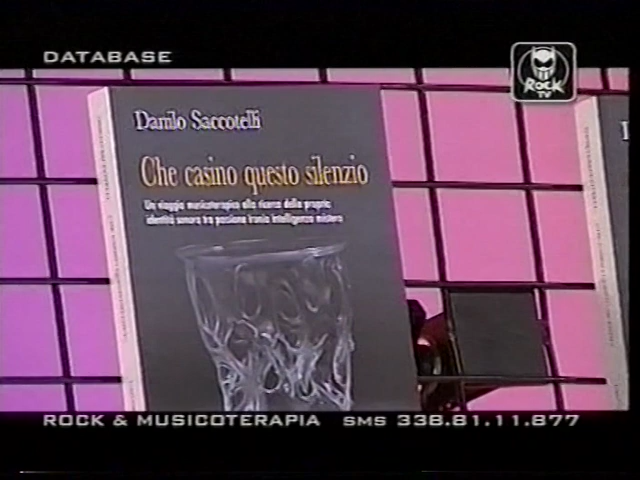 DATABASE
ROCK TV
Danilo Saccotelli
Che casino questo silenzio
Un viaggio musicoterapico alla ricerca della propria
identità sonora tra passione ironia intelligenza mistero
ROCK & MUSICOTERAPIA SMS 338.81.11.877